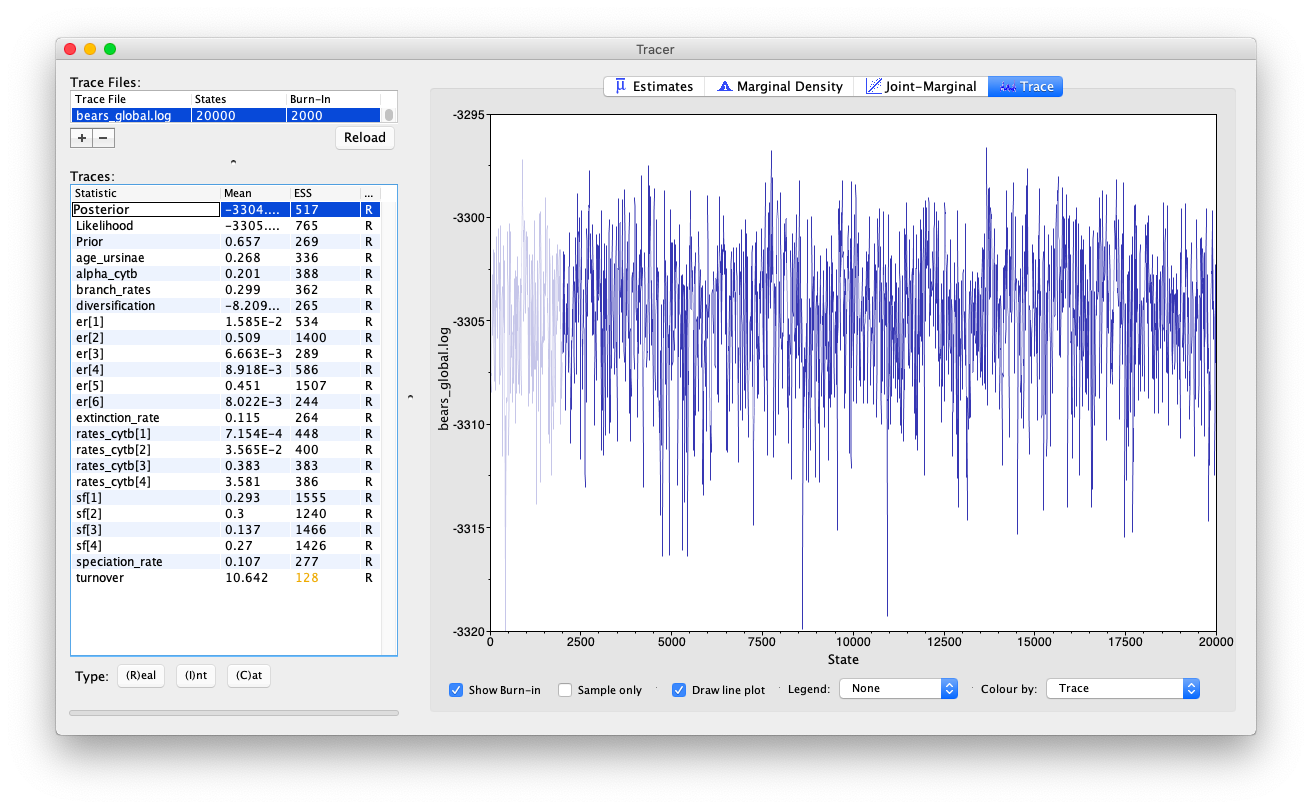 Tracer
Trace Files:
Trace File States Burn-In
bears_global.log 20000 2000
+ − Reload
Traces:
Statistic Mean ESS ...
Posterior −3304.... 517 R
Likelihood −3305.... 765 R
Prior 0.657 269 R
age_ursinae 0.268 336 R
alpha_cytb 0.201 388 R
branch_rates 0.299 362 R
diversification −8.209... 265 R
er[1] 1.585E−2 534 R
er[2] 0.509 1400 R
er[3] 6.663E−3 289 R
er[4] 8.918E−3 586 R
er[5] 0.451 1507 R
er[6] 8.022E−3 244 R
extinction_rate 0.115 264 R
rates_cytb[1] 7.154E−4 448 R
rates_cytb[2] 3.565E−2 400 R
rates_cytb[3] 0.383 383 R
rates_cytb[4] 3.581 386 R
sf[1] 0.293 1555 R
sf[2] 0.3 1240 R
sf[3] 0.137 1466 R
sf[4] 0.27 1426 R
speciation_rate 0.107 277 R
turnover 10.642 128 R
Type: (R)eal (I)nt (C)at
μ Estimates Marginal Density Joint-Marginal Trace
-3295
-3300
-3305
-3310
-3315
-3320
bears_global.log
0 2500 5000 7500 10000 12500 15000 17500 20000
State
Show Burn-in Sample only Draw line plot Legend: None Colour by: Trace